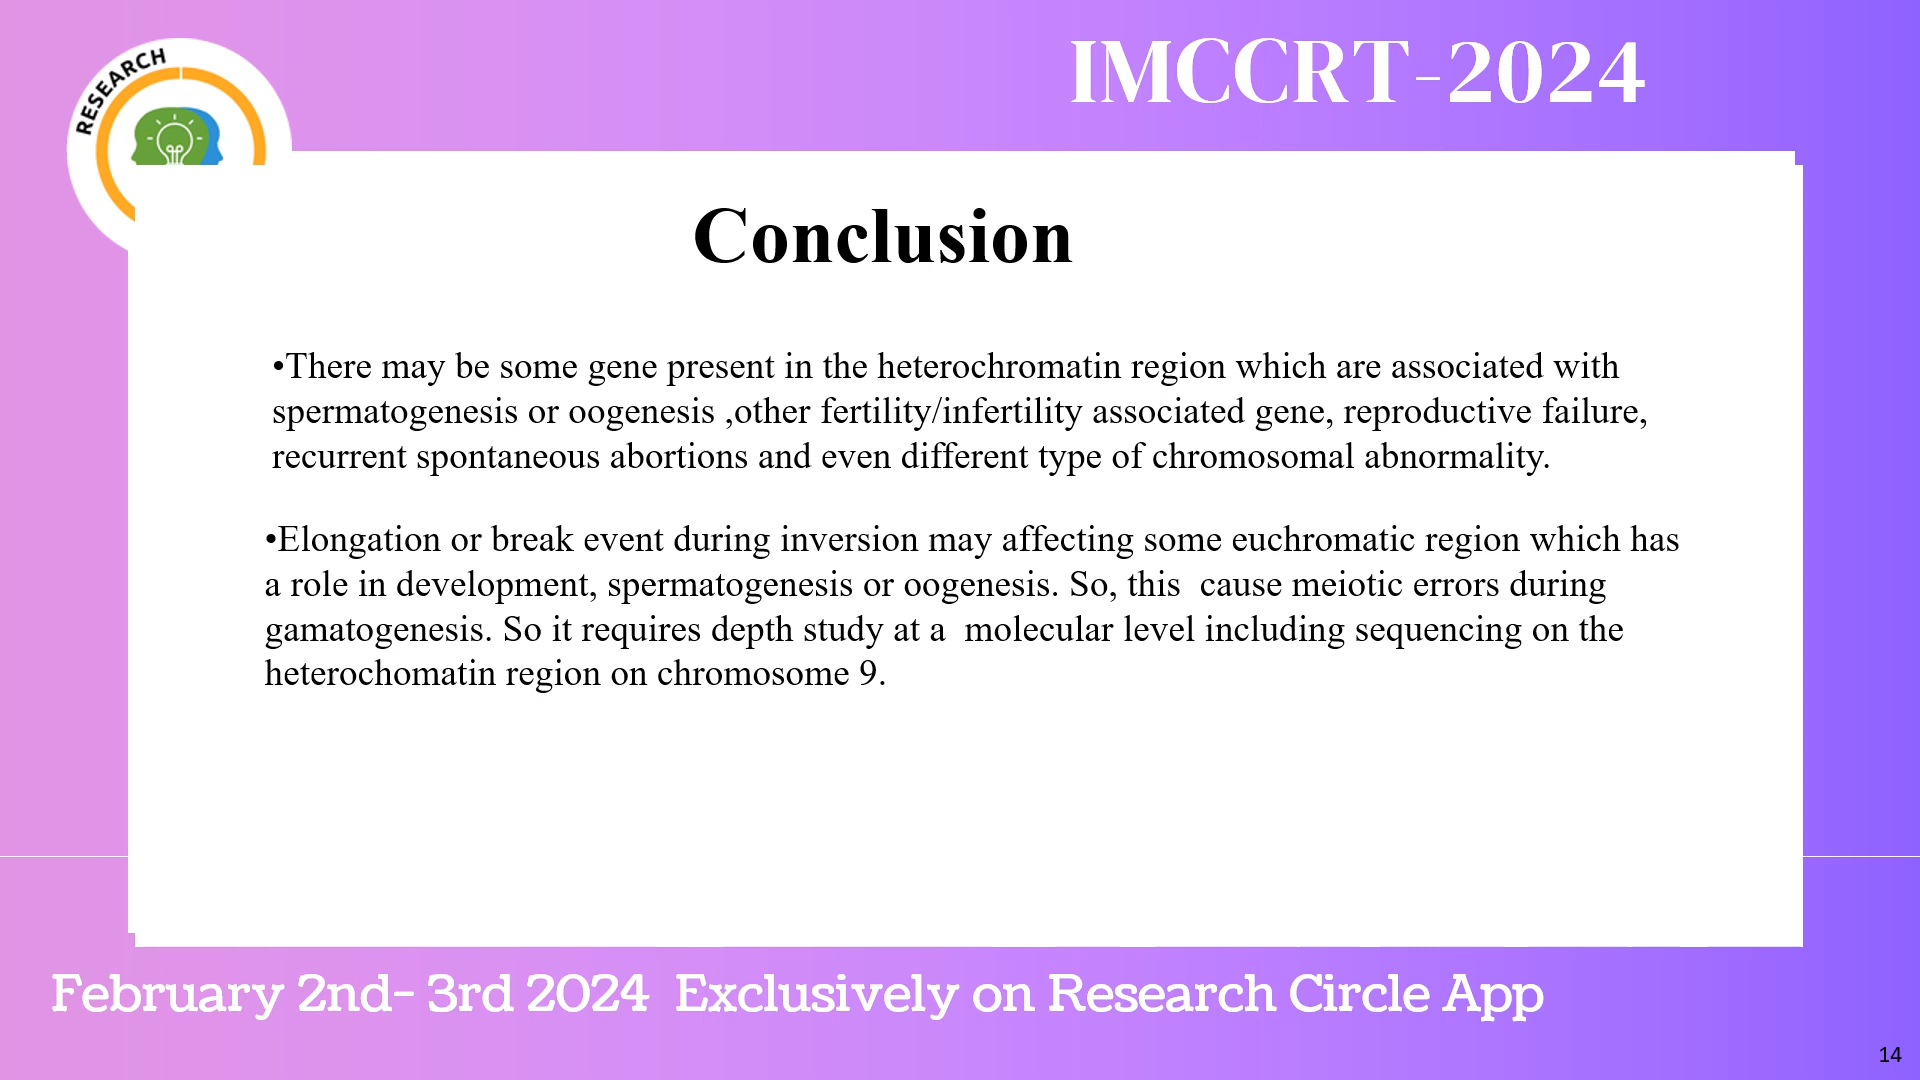 RESEARCH
IMCCRT-2024
Conclusion
•There may be some gene present in the heterochromatin region which are associated with
spermatogenesis or oogenesis ,other fertility/infertility associated gene, reproductive failure,
recurrent spontaneous abortions and even different type of chromosomal abnormality.
•Elongation or break event during inversion may affecting some euchromatic region which has
a role in development, spermatogenesis or oogenesis. So, this  cause meiotic errors during
gamatogenesis. So it requires depth study at a  molecular level including sequencing on the
heterochomatin region on chromosome 9.
February 2nd- 3rd 2024  Exclusively on Research Circle App
14